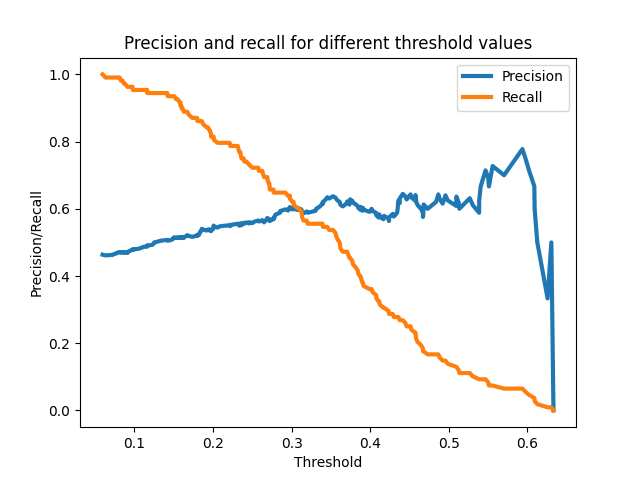 Precision and recall for different threshold values
Precision
Recall
Precision/Recall
1.0
0.8
0.6
0.4
0.2
0.0
0.1
0.2
0.3
0.4
0.5
0.6
Threshold